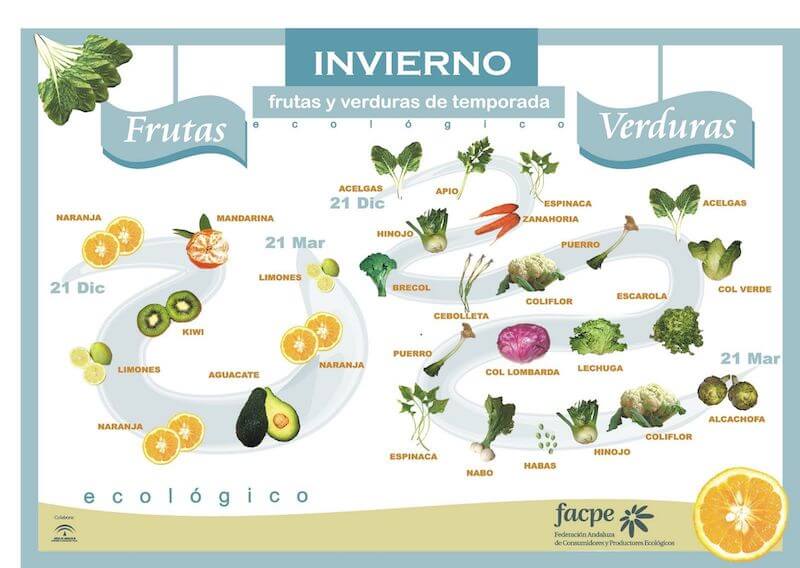 INVIERNO
frutas y verduras de temporada
ecológico
Frutas
Verduras
NARANJA
MANDARINA
21 Dic
21 Mar
LIMONES
KIWI
LIMONES
NARANJA
AGUACATE
NARANJA
ACELGAS
21 Dic
APIO
ESPINACA
ZANAHORIA
HINOJO
PUERRO
ACELGAS
BRECOL
CEBOLLETA
COLIFLOR
ESCAROLA
COL VERDE
PUERRO
COL LOMBARDA
LECHUGA
21 Mar
ESPINACA
NABO
HABAS
HINOJO
COLIFLOR
ALCACHOFA
ecológico
Colabora:
facpe
Federación Andaluza
de Consumidores y Productores Ecológicos